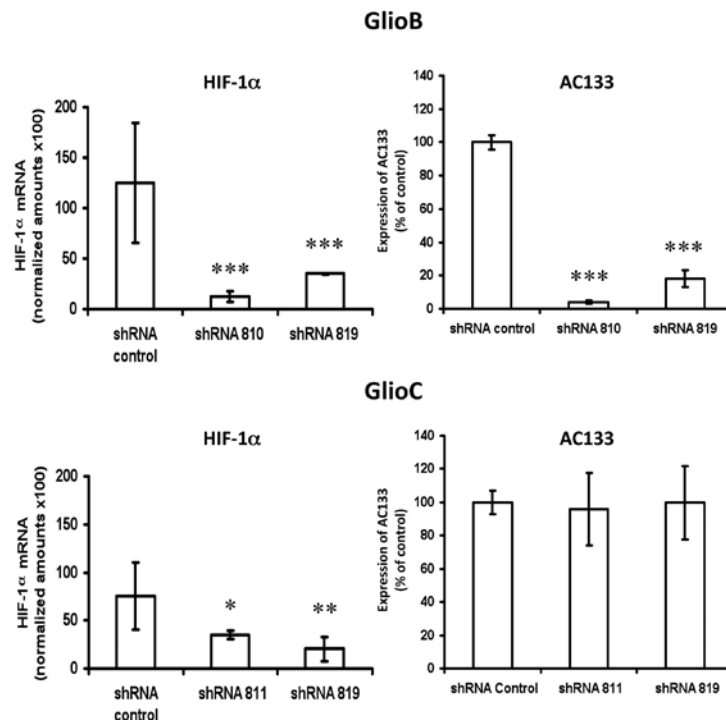 GlioB
HIF-1α
HIF-1α mRNA
(normalized amounts x100)
200
150
100
50
0
***
***
shRNA
control
shRNA 810
shRNA 819
AC133
Expression of AC133
(% of control)
140
120
100
80
60
40
20
0
***
***
shRNA control
shRNA 810
shRNA 819
GlioC
HIF-1α
HIF-1α mRNA
(normalized amounts x100)
200
150
100
50
0
*
**
shRNA
control
shRNA 811
shRNA 819
AC133
Expression of AC133
(% of control)
140
120
100
80
60
40
20
0
shRNA Control
shRNA 811
shRNA 819